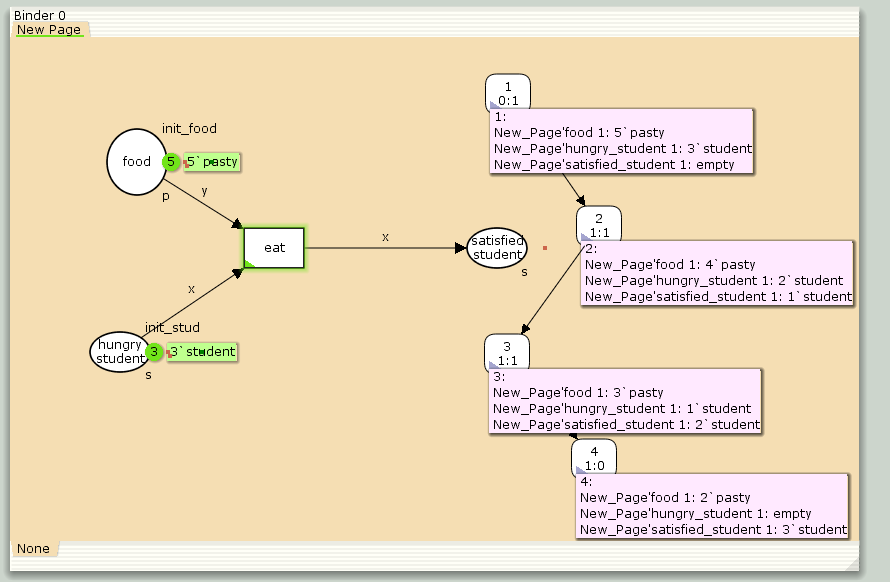 Binder 0
New Page
init_food
food
5
5`pasty
p
y
eat
x
satisfied
student
s
x
init_stud
hungry
student
3
3`student
s
1
0:1
1:
New_Page'food 1: 5`pasty
New_Page'hungry_student 1: 3`student
New_Page'satisfied_student 1: empty
2
1:1
2:
New_Page'food 1: 4`pasty
New_Page'hungry_student 1: 2`student
New_Page'satisfied_student 1: 1`student
3
1:1
3:
New_Page'food 1: 3`pasty
New_Page'hungry_student 1: 1`student
New_Page'satisfied_student 1: 2`student
4
1:0
4:
New_Page'food 1: 2`pasty
New_Page'hungry_student 1: empty
New_Page'satisfied_student 1: 3`student
None